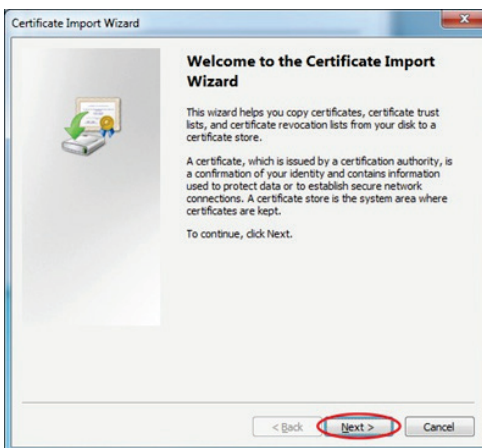 Certificate Import Wizard
Welcome to the Certificate Import
Wizard
This wizard helps you copy certificates, certificate trust
lists, and certificate revocation lists from your disk to a
certificate store.
A certificate, which is issued by a certification authority, is
a confirmation of your identity and contains information
used to protect data or to establish secure network
connections. A certificate store is the system area where
certificates are kept.
To continue, click Next.
< Back Next > Cancel